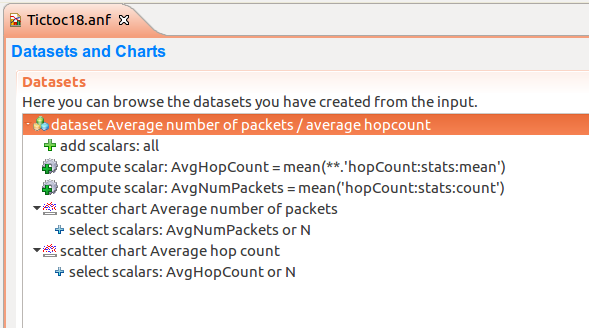 Tictoc18.anf
Datasets and Charts
Datasets
Here you can browse the datasets you have created from the input.
dataset Average number of packets / average hopcount
add scalars: all
compute scalar: AvgHopCount = mean(**.'hopCount:stats:mean')
compute scalar: AvgNumPackets = mean('hopCount:stats:count')
scatter chart Average number of packets
select scalars: AvgNumPackets or N
scatter chart Average hop count
select scalars: AvgHopCount or N